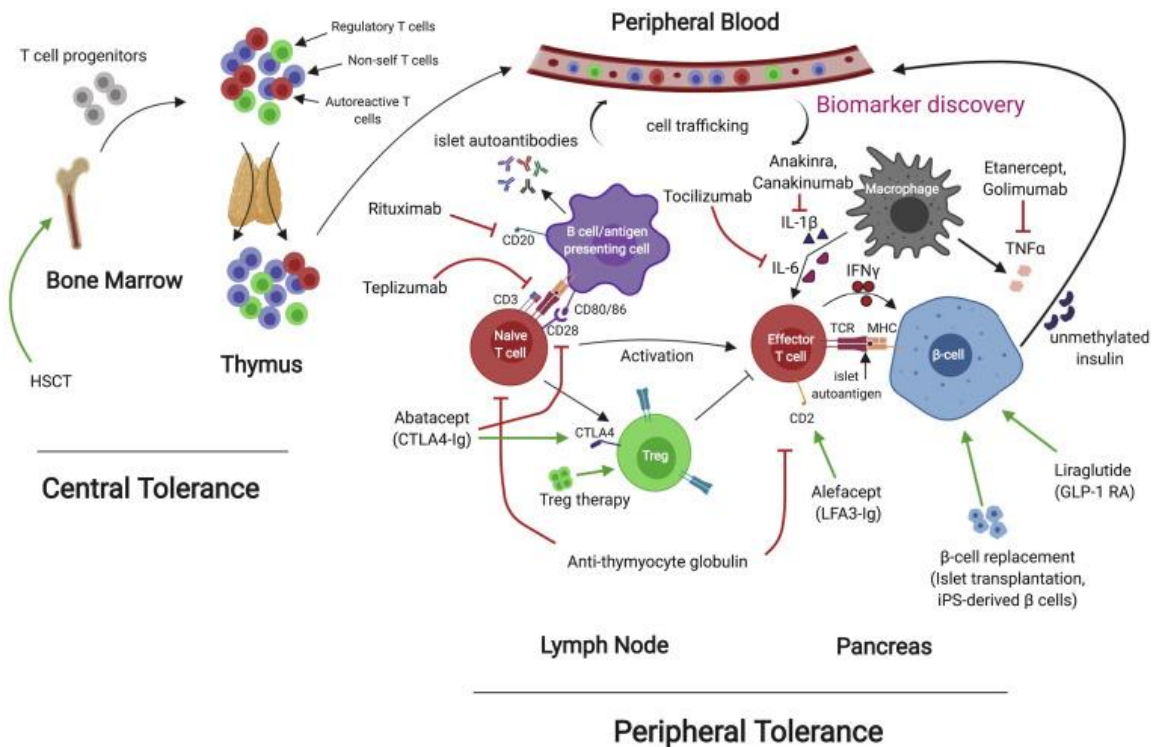 Peripheral Blood
T cell progenitors
Regulatory T cells
Non-self T cells
Autoreactive T
cells
Bone Marrow
HSCT
Thymus
Central Tolerance
Biomarker discovery
cell trafficking
islet autoantibodies
Rituximab
CD20
B cell/antigen
presenting cell
Teplizumab
CD3
CD80/86
CD28
Naïve
T cell
Activation
Abatacept
(CTLA4-Ig)
CTLA4
Treg
Treg therapy
Anti-thymyocyte globulin
Tocilizumab
Anakinra,
Canakinumab
IL-1β
IL-6
Macrophage
Etanercept,
Golimumab
TNFα
IFNγ
Effector
T cell
TCR
MHC
islet
autoantigen
CD2
β-cell
unmethylated
insulin
Alefacept
(LFA3-Ig)
Liraglutide
(GLP-1 RA)
β-cell replacement
(Islet transplantation,
iPS-derived β cells)
Lymph Node
Pancreas
Peripheral Tolerance